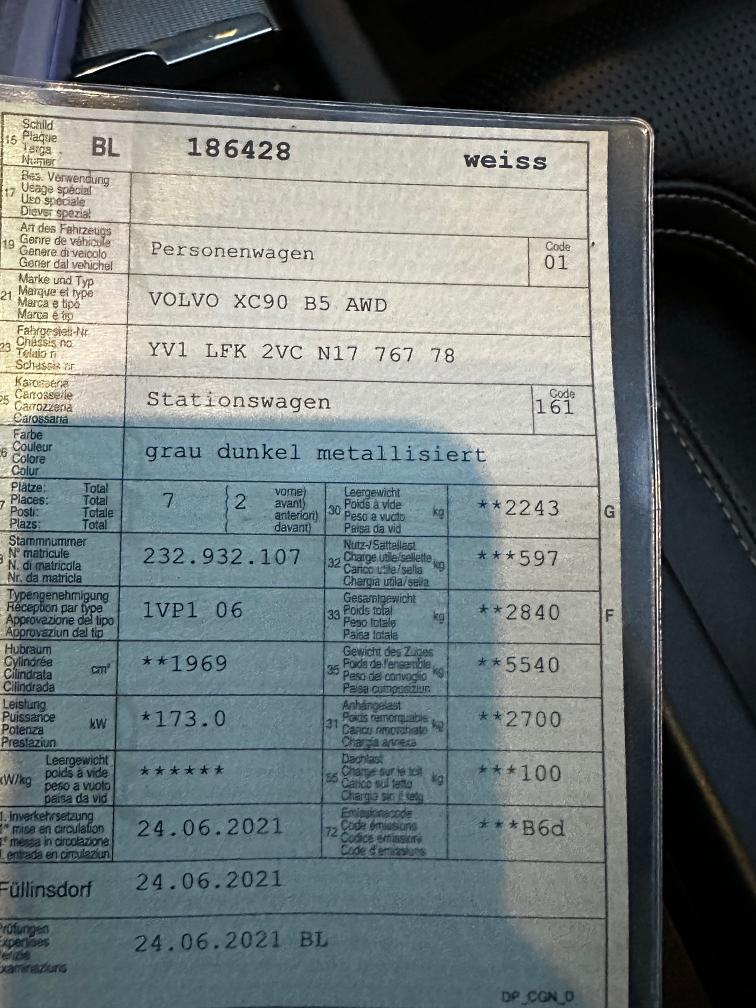 Schild
15 Plaque
Targa
Numer
BL 186428 weiss
Bes. Verwendung
17 Usage spécial
Uso speciale
Diever spezial
Art des Fahrzeugs
19 Genre de véhicule
Genere di veicolo
Gener dal vehichel
Personenwagen
Code
01
Marke und Typ
21 Marque et type
Marca e tipo
Marca e tip
VOLVO XC90 B5 AWD
Fahrgestell-Nr
23 Châssis no
Telaio n
Schassis nr
YV1 LFK 2VC N17 767 78
Karosserie
25 Carrosserie
Carrozzeria
Carossaria
Stationswagen
Code
161
Farbe
6 Couleur
Colore
Colur
grau dunkel metallisiert
Plätze: Total
7 Places: Total
Posti: Totale
Plazs: Total
7 { 2
vorne)
avant)
anteriori)
davant)
Leergewicht
30 Poids à vide kg
Peso a vuoto
Paisa da vid
**2243
G
Stammnummer
N° matricule
N. di matricola
Nr. da matricla
232.932.107
Nutz-/Sattellast
32 Charge utile/sellette kg
Carico utile/sella
Chargia utila/sella
***597
Typengenehmigung
Réception par type
Approvazione del tipo
Approvaziun dal tip
1VP1 06
Gesamtgewicht
33 Poids total kg
Peso totale
Paisa totala
**2840
F
Hubraum
Cylindrée cm³
Cilindrata
Cilindrada
**1969
Gewicht des Zuges
35 Poids de l'ensemble kg
Peso del convoglio
Paisa cumposiziun
**5540
Leistung
Puissance kW
Potenza
Prestaziun
*173.0
Anhängelast
31 Poids remorquable kg
Carico rimorchiato
Chargia annexa
**2700
Leergewicht
kW/kg poids à vide
peso a vuoto
paisa da vid
******
Dachlast
55 Charge sur le toit kg
Carico sul tetto
Chargia sin il tetg
***100
1. Inverkehrsetzung
mise en circulation
messa in circolazione
entrada en circulaziun
24.06.2021
Emissionscode
72 Code émissions
Codice emissioni
Code d'emissiuns
***B6d
Füllinsdorf 24.06.2021
Prüfungen
Expertises
24.06.2021 BL
DP_CGN_D